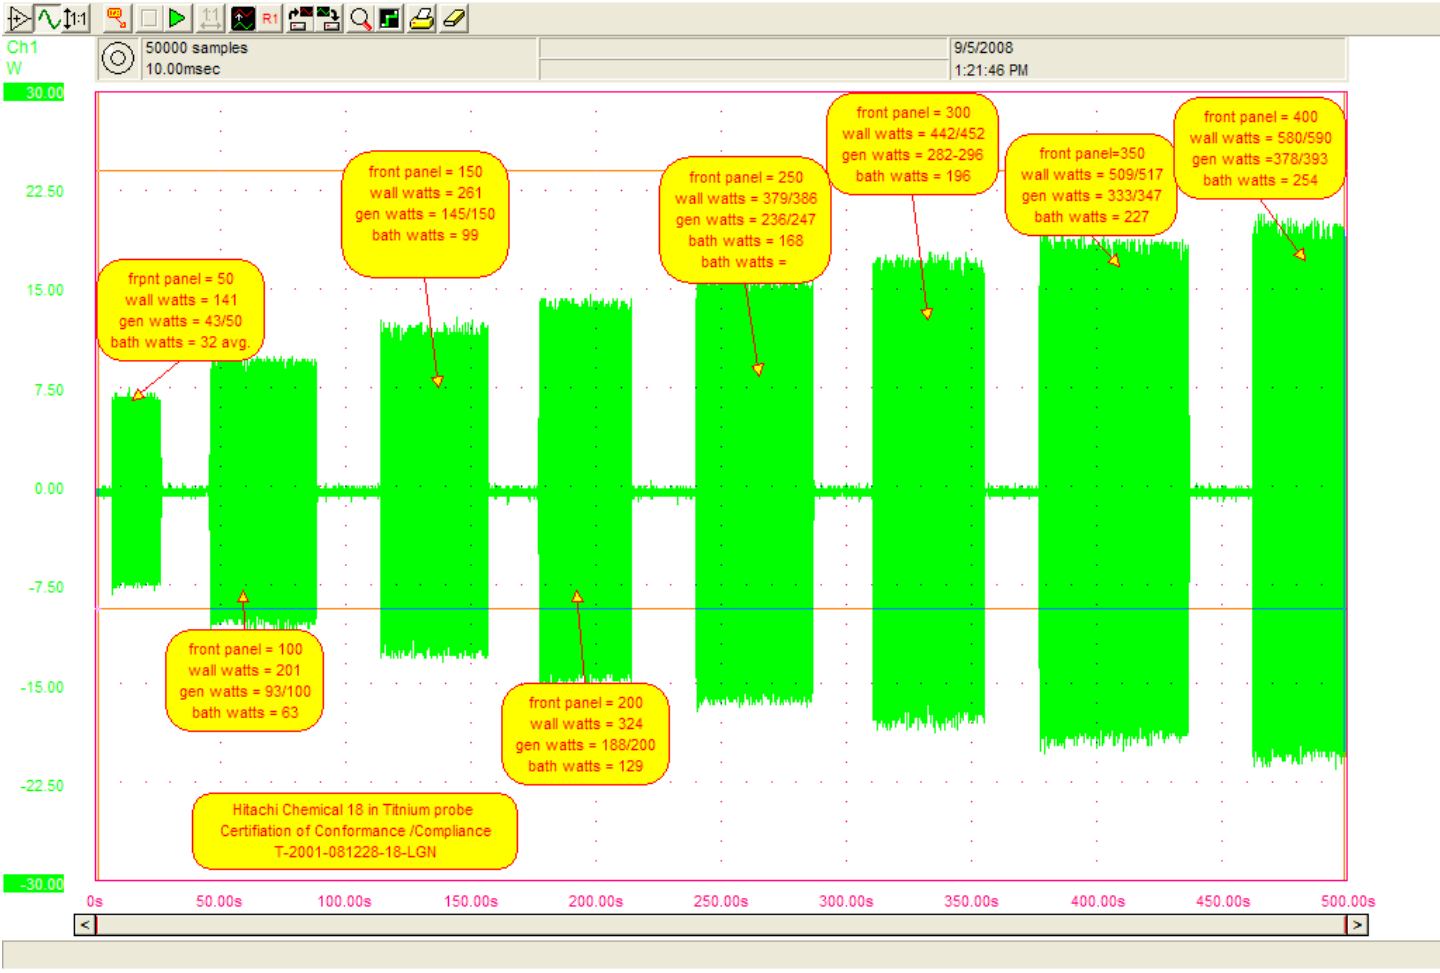 1:1
R1
1:1
Ch1
W
50000 samples
10.00msec
9/5/2008
1:21:46 PM
30.00
22.50
15.00
7.50
0.00
-7.50
-15.00
-22.50
-30.00
frpnt panel = 50
wall watts = 141
gen watts = 43/50
bath watts = 32 avg.
front panel = 150
wall watts = 261
gen watts = 145/150
bath watts = 99
front panel = 250
wall watts = 379/386
gen watts = 236/247
bath watts = 168
bath watts =
front panel = 300
wall watts = 442/452
gen watts = 282-296
bath watts = 196
front panel=350
wall watts = 509/517
gen watts = 333/347
bath watts = 227
front panel = 400
wall watts = 580/590
gen watts =378/393
bath watts = 254
front panel = 100
wall watts = 201
gen watts = 93/100
bath watts = 63
front panel = 200
wall watts = 324
gen watts = 188/200
bath watts = 129
Hitachi Chemical 18 in Titnium probe
Certifiation of Conformance /Compliance
T-2001-081228-18-LGN
0s
50.00s
100.00s
150.00s
200.00s
250.00s
300.00s
350.00s
400.00s
450.00s
500.00s